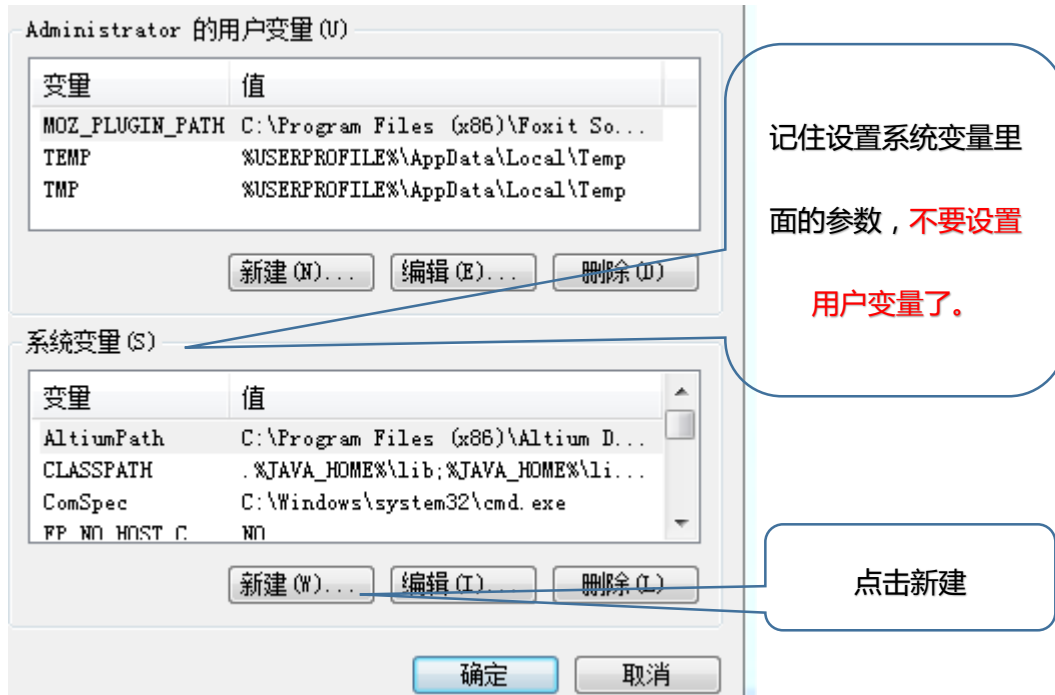 Administrator 的用户变量(U)
变量 值
MOZ_PLUGIN_PATH C:\Program Files (x86)\Foxit So...
TEMP %USERPROFILE%\AppData\Local\Temp
TMP %USERPROFILE%\AppData\Local\Temp
新建(N)... 编辑(E)... 删除(D)
系统变量(S)
变量 值
AltiumPath C:\Program Files (x86)\Altium D...
CLASSPATH .%JAVA_HOME%\lib;%JAVA_HOME%\li...
ComSpec C:\Windows\system32\cmd.exe
FP_NO_HOST_C... NO
新建(W)... 编辑(I)... 删除(L)
确定 取消
记住设置系统变量里
面的参数，不要设置
用户变量了。
点击新建